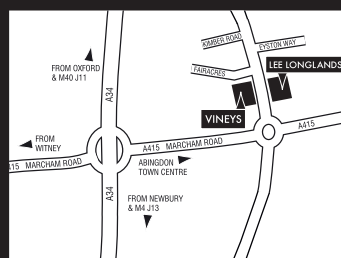 KIMBER ROAD
EYSTON WAY
FROM OXFORD
& M40 J11
FAIRACRES
LEE LONGLANDS
A34
VINEYS
A415
FROM
WITNEY
A415 MARCHAM ROAD
A415 MARCHAM ROAD
ABINGDON
TOWN CENTRE
A34
FROM NEWBURY
& M4 J13